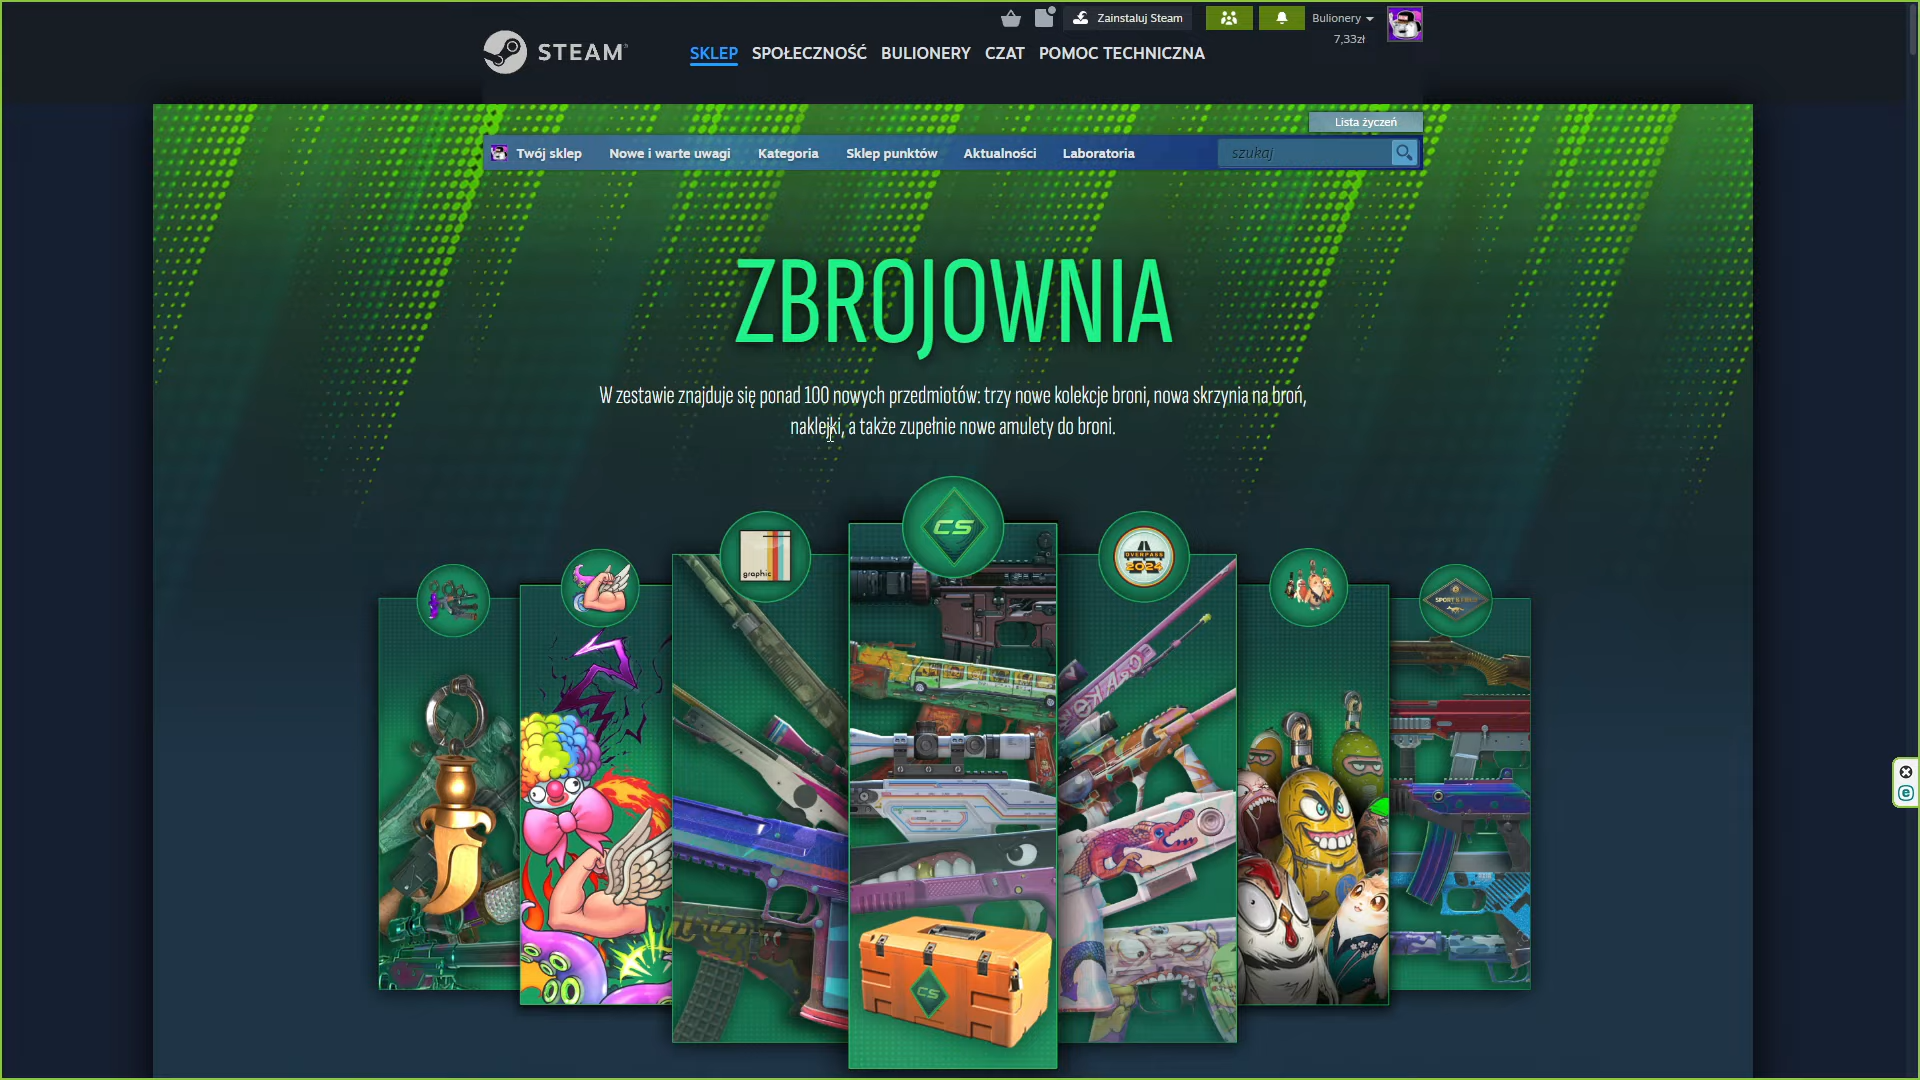 Zainstaluj Steam
Bulionery
7,33zł
STEAM
SKLEP SPOŁECZNOŚĆ BULIONERY CZAT POMOC TECHNICZNA
Lista życzeń
Twój sklep Nowe i warte uwagi Kategoria Sklep punktów Aktualności Laboratoria szukaj
ZBROJOWNIA
W zestawie znajduje się ponad 100 nowych przedmiotów: trzy nowe kolekcje broni, nowa skrzynia na broń,
naklejki, a także zupełnie nowe amulety do broni.
CS
graphic
OVERPASS
2024
SPORT & FIELD
CS